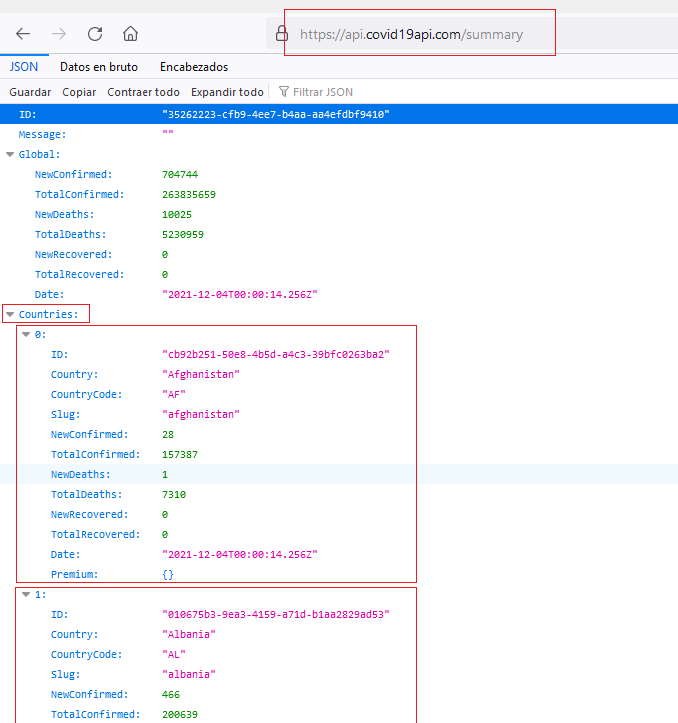 https://api.covid19api.com/summary
JSON Datos en bruto Encabezados
Guardar Copiar Contraer todo Expandir todo Filtrar JSON
ID: "35262223-cfb9-4ee7-b4aa-aa4efdbf9410"
Message: ""
Global:
NewConfirmed: 704744
TotalConfirmed: 263835659
NewDeaths: 10025
TotalDeaths: 5230959
NewRecovered: 0
TotalRecovered: 0
Date: "2021-12-04T00:00:14.256Z"
Countries:
0:
ID: "cb92b251-50e8-4b5d-a4c3-39bfc0263ba2"
Country: "Afghanistan"
CountryCode: "AF"
Slug: "afghanistan"
NewConfirmed: 28
TotalConfirmed: 157387
NewDeaths: 1
TotalDeaths: 7310
NewRecovered: 0
TotalRecovered: 0
Date: "2021-12-04T00:00:14.256Z"
Premium: {}
1:
ID: "010675b3-9ea3-4159-a71d-b1aa2829ad53"
Country: "Albania"
CountryCode: "AL"
Slug: "albania"
NewConfirmed: 466
TotalConfirmed: 200639